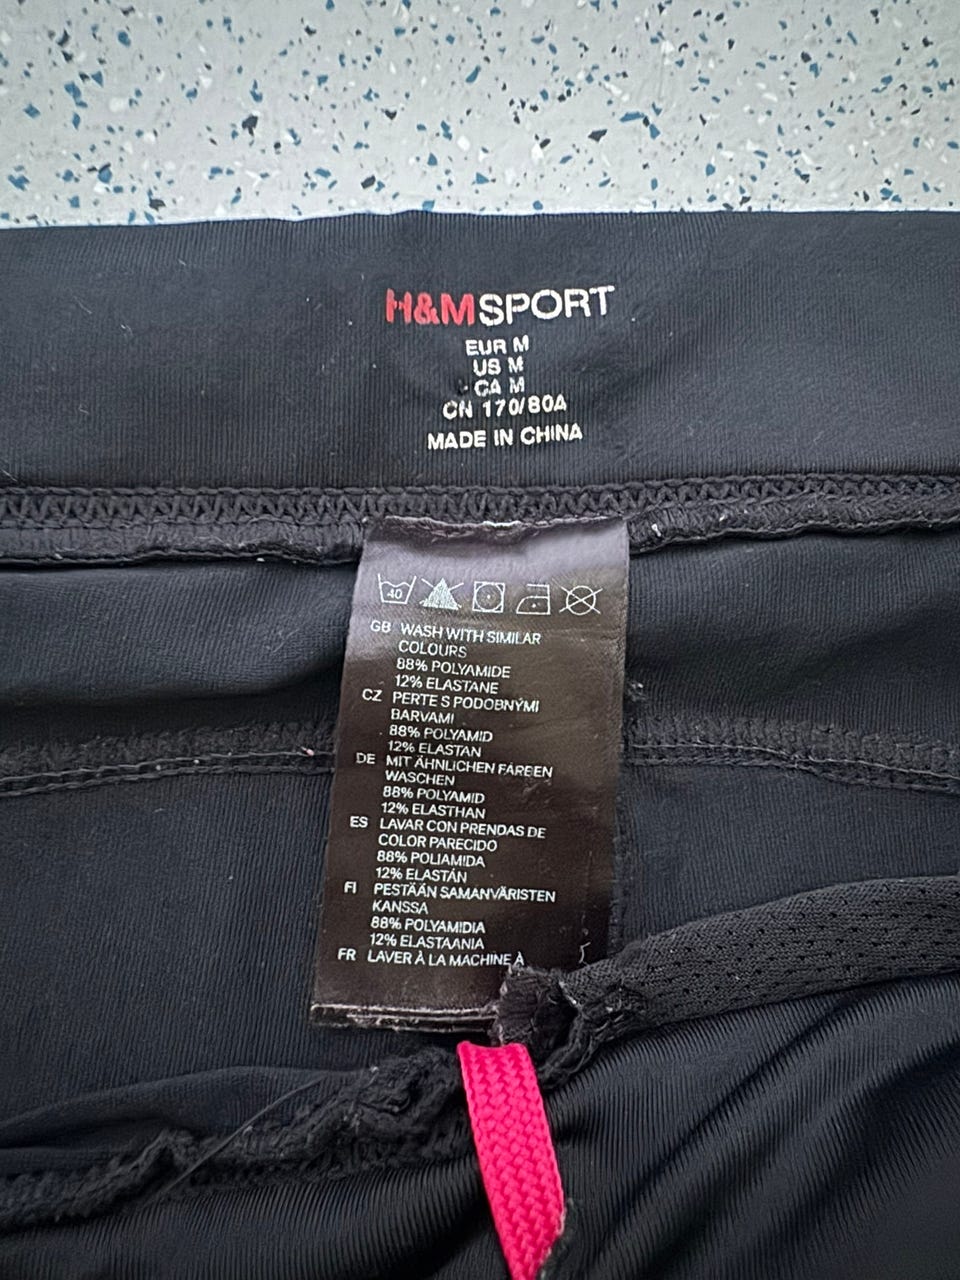 H&M SPORT
EUR M
US M
CA M
CN 170/80A
MADE IN CHINA
40
GB WASH WITH SIMILAR
COLOURS
88% POLYAMIDE
12% ELASTANE
CZ PERTE S PODOBNÝMI
BARVAMI
88% POLYAMID
12% ELASTAN
DE MIT ÄHNLICHEN FARBEN
WASCHEN
88% POLYAMID
12% ELASTHAN
ES LAVAR CON PRENDAS DE
COLOR PARECIDO
88% POLIAMIDA
12% ELASTÁN
FI PESTÄÄN SAMANVÄRISTEN
KANSSA
88% POLYAMIDIA
12% ELASTAANIA
FR LAVER À LA MACHINE À